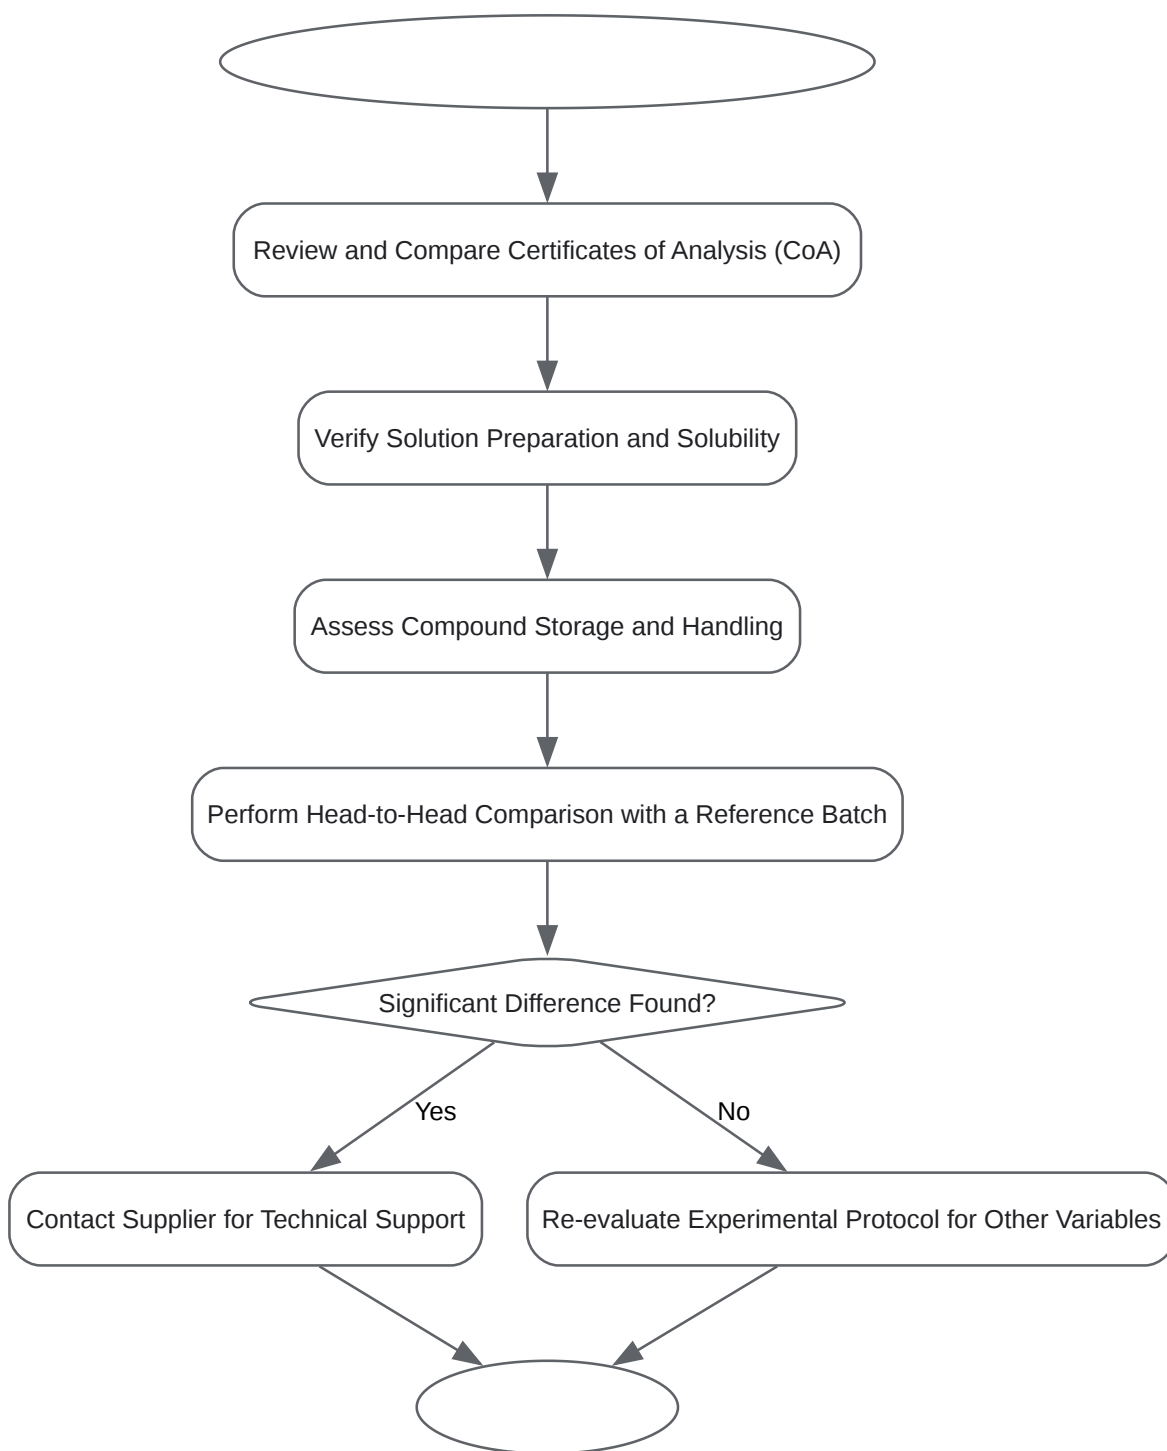 Review and Compare Certificates of Analysis (CoA)
Verify Solution Preparation and Solubility
Assess Compound Storage and Handling
Perform Head-to-Head Comparison with a Reference Batch
Significant Difference Found?
Yes
No
Contact Supplier for Technical Support
Re-evaluate Experimental Protocol for Other Variables